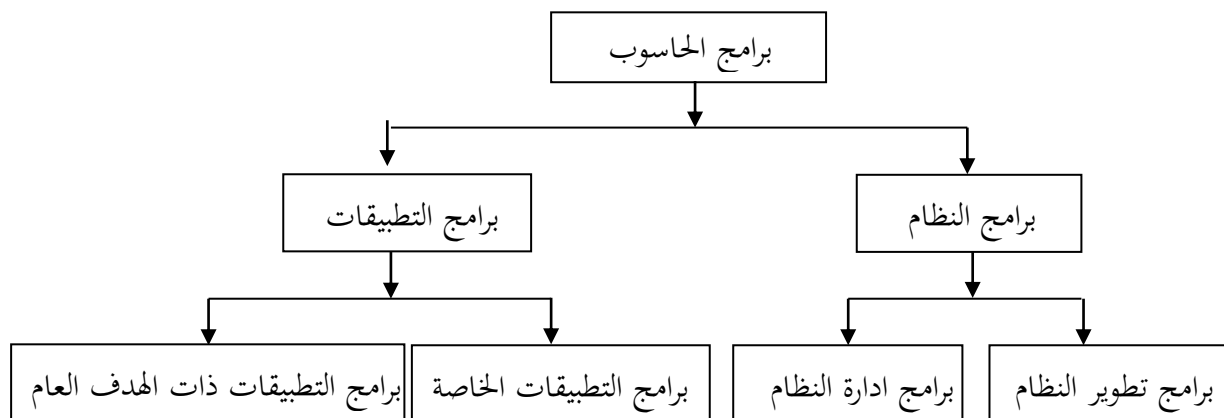 برامج الحاسوب
برامج النظام
برامج التطبيقات
برامج تطوير النظام
برامج ادارة النظام
برامج التطبيقات الخاصة
برامج التطبيقات ذات الهدف العام